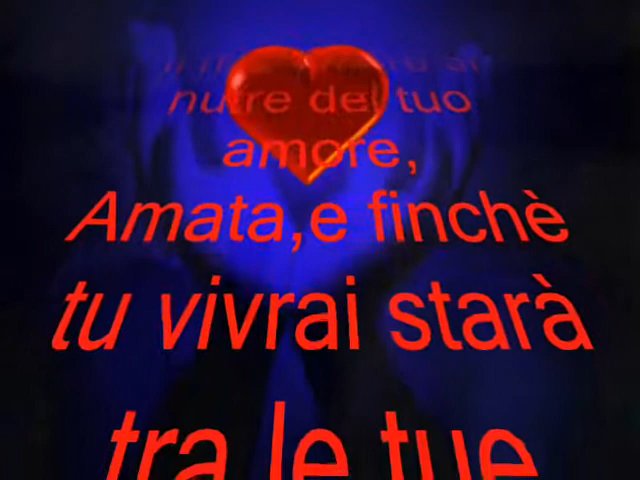 nutre del tuo
amore,
Amata,e finchè
tu vivrai starà
tra le tue